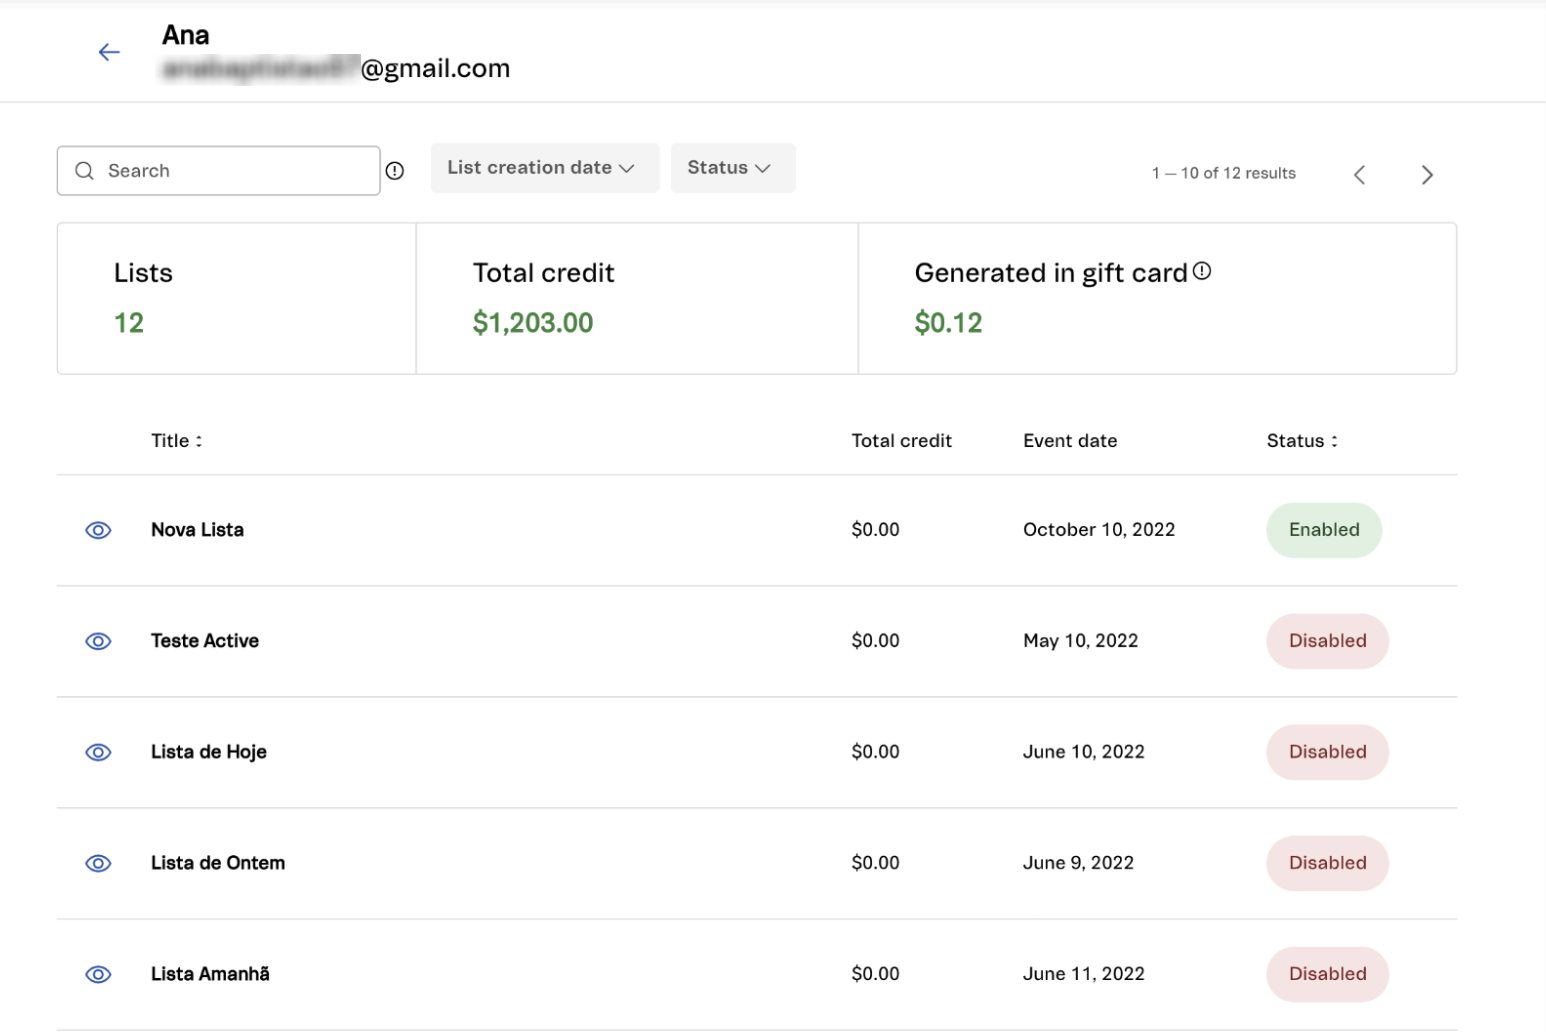 Ana
@gmail.com
Search
List creation date
Status
1 – 10 of 12 results
Lists
Total credit
Generated in gift card
12
$1,203.00
$0.12
Title
Total credit
Event date
Status
Nova Lista
$0.00
October 10, 2022
Enabled
Teste Active
$0.00
May 10, 2022
Disabled
Lista de Hoje
$0.00
June 10, 2022
Disabled
Lista de Ontem
$0.00
June 9, 2022
Disabled
Lista Amanhã
$0.00
June 11, 2022
Disabled